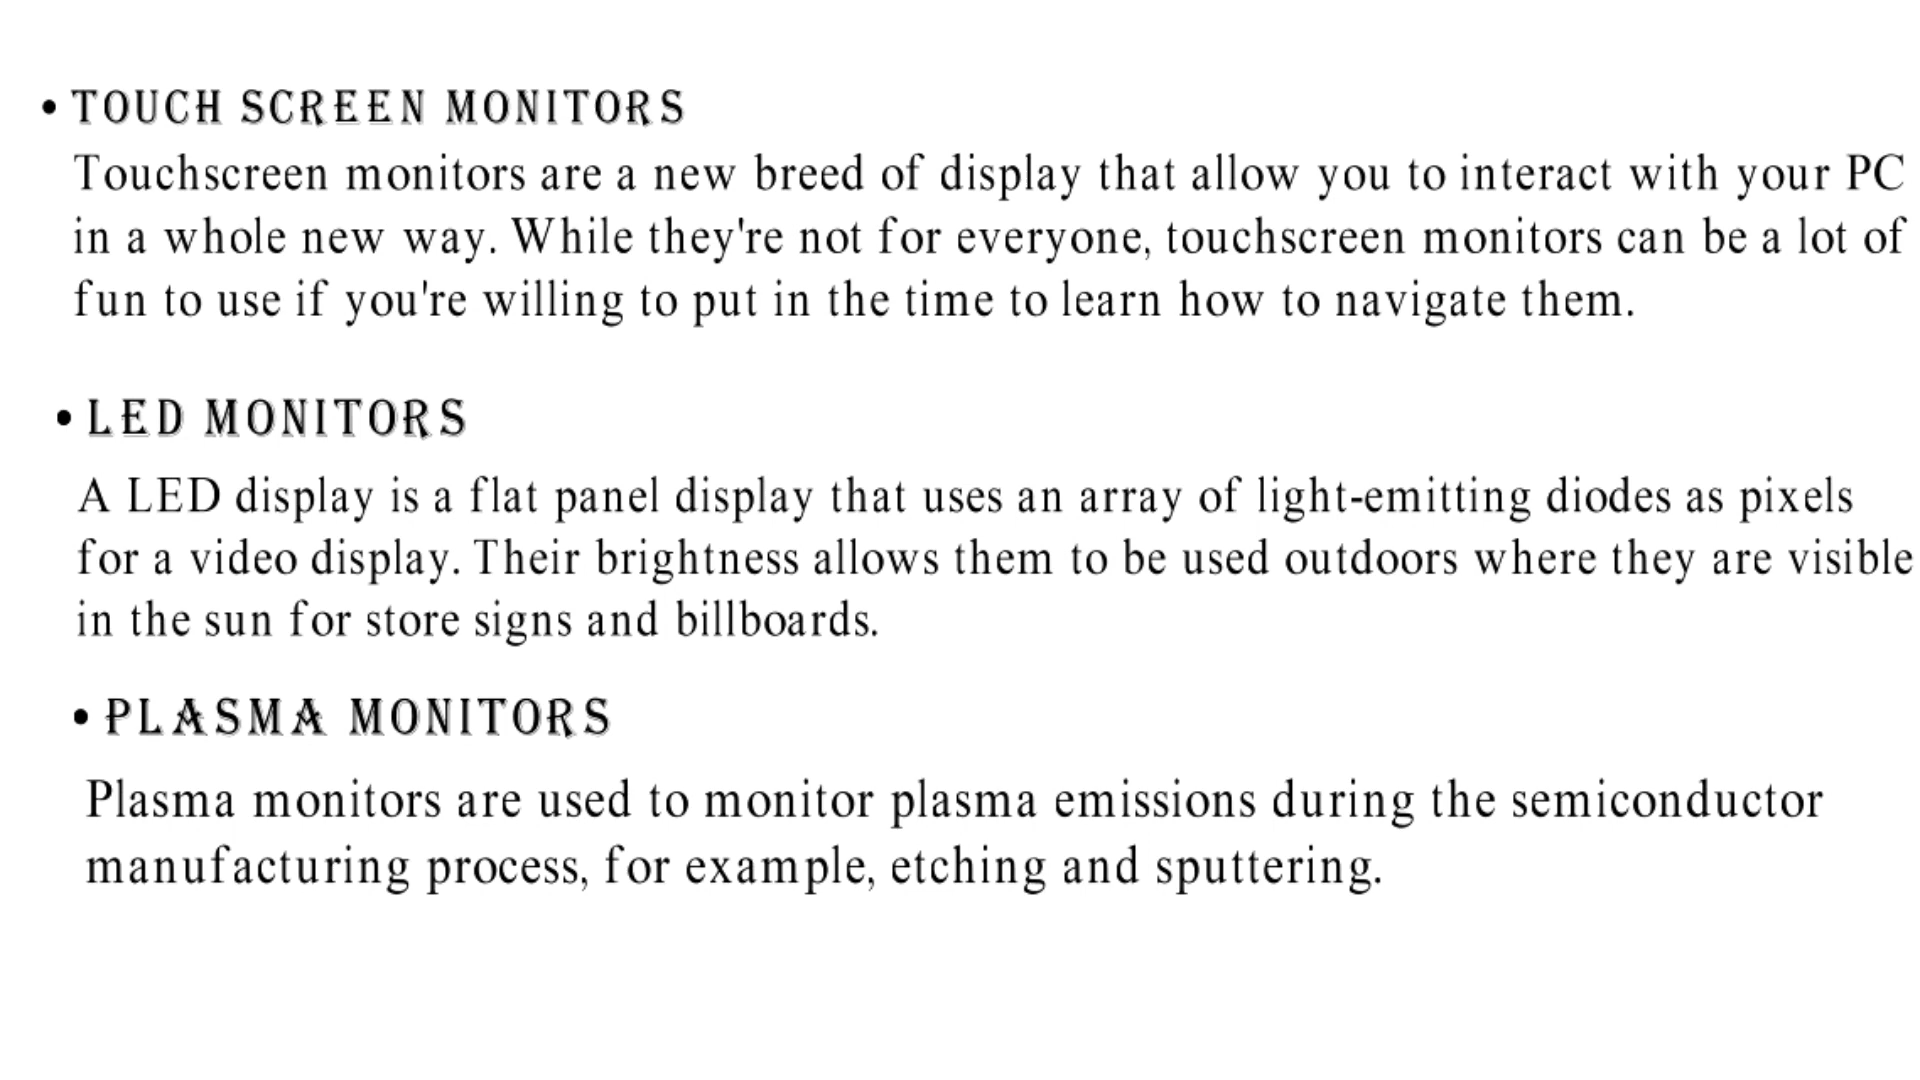 • TOUCH SCREEN MONITORS
Touchscreen monitors are a new breed of display that allow you to interact with your PC
in a whole new way. While they're not for everyone, touchscreen monitors can be a lot of
fun to use if you're willing to put in the time to learn how to navigate them.
• LED MONITORS
A LED display is a flat panel display that uses an array of light-emitting diodes as pixels
for a video display. Their brightness allows them to be used outdoors where they are visible
in the sun for store signs and billboards.
• PLASMA MONITORS
Plasma monitors are used to monitor plasma emissions during the semiconductor
manufacturing process, for example, etching and sputtering.